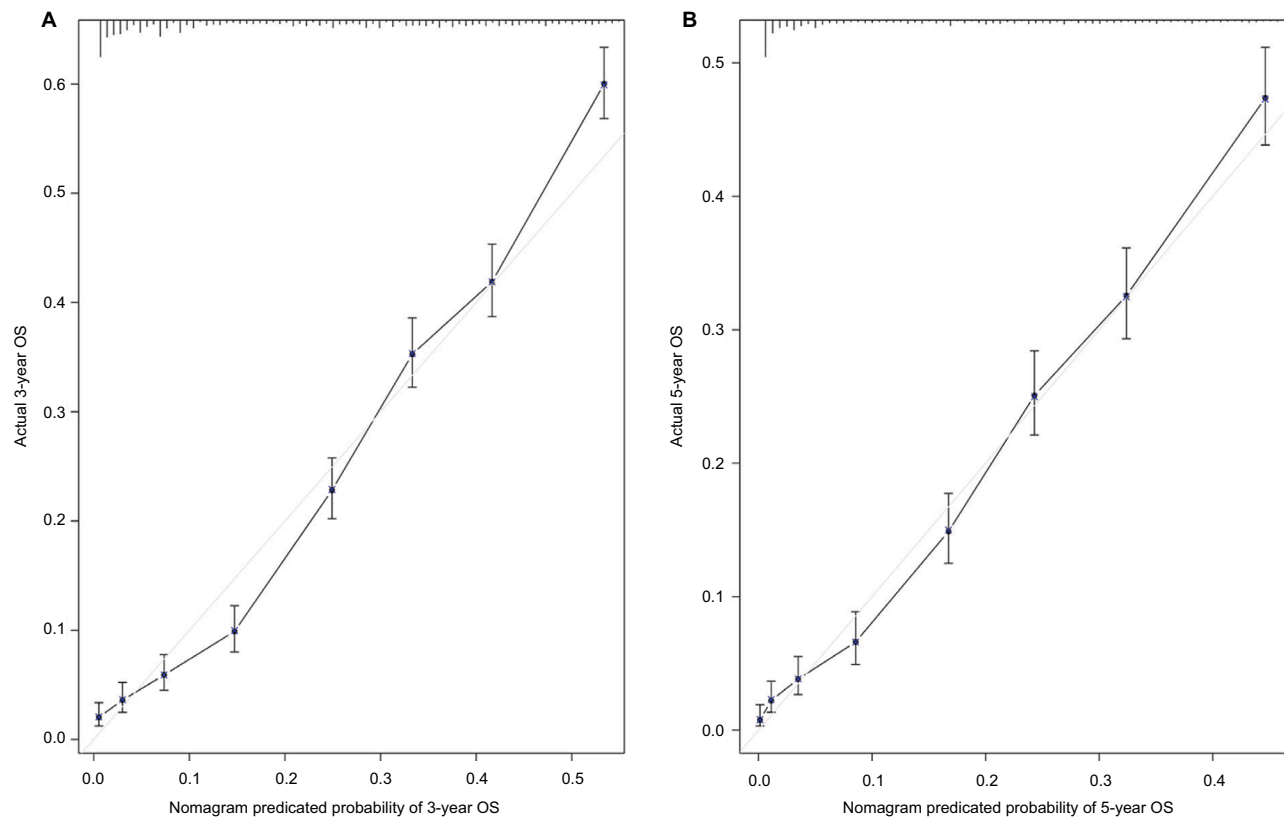 A
0.6
0.5
0.4
0.3
0.2
0.1
0.0
Actual 3-year OS
0.0 0.1 0.2 0.3 0.4 0.5
Nomagram predicated probability of 3-year OS
B
0.5
0.4
0.3
0.2
0.1
0.0
Actual 5-year OS
0.0 0.1 0.2 0.3 0.4
Nomagram predicated probability of 5-year OS